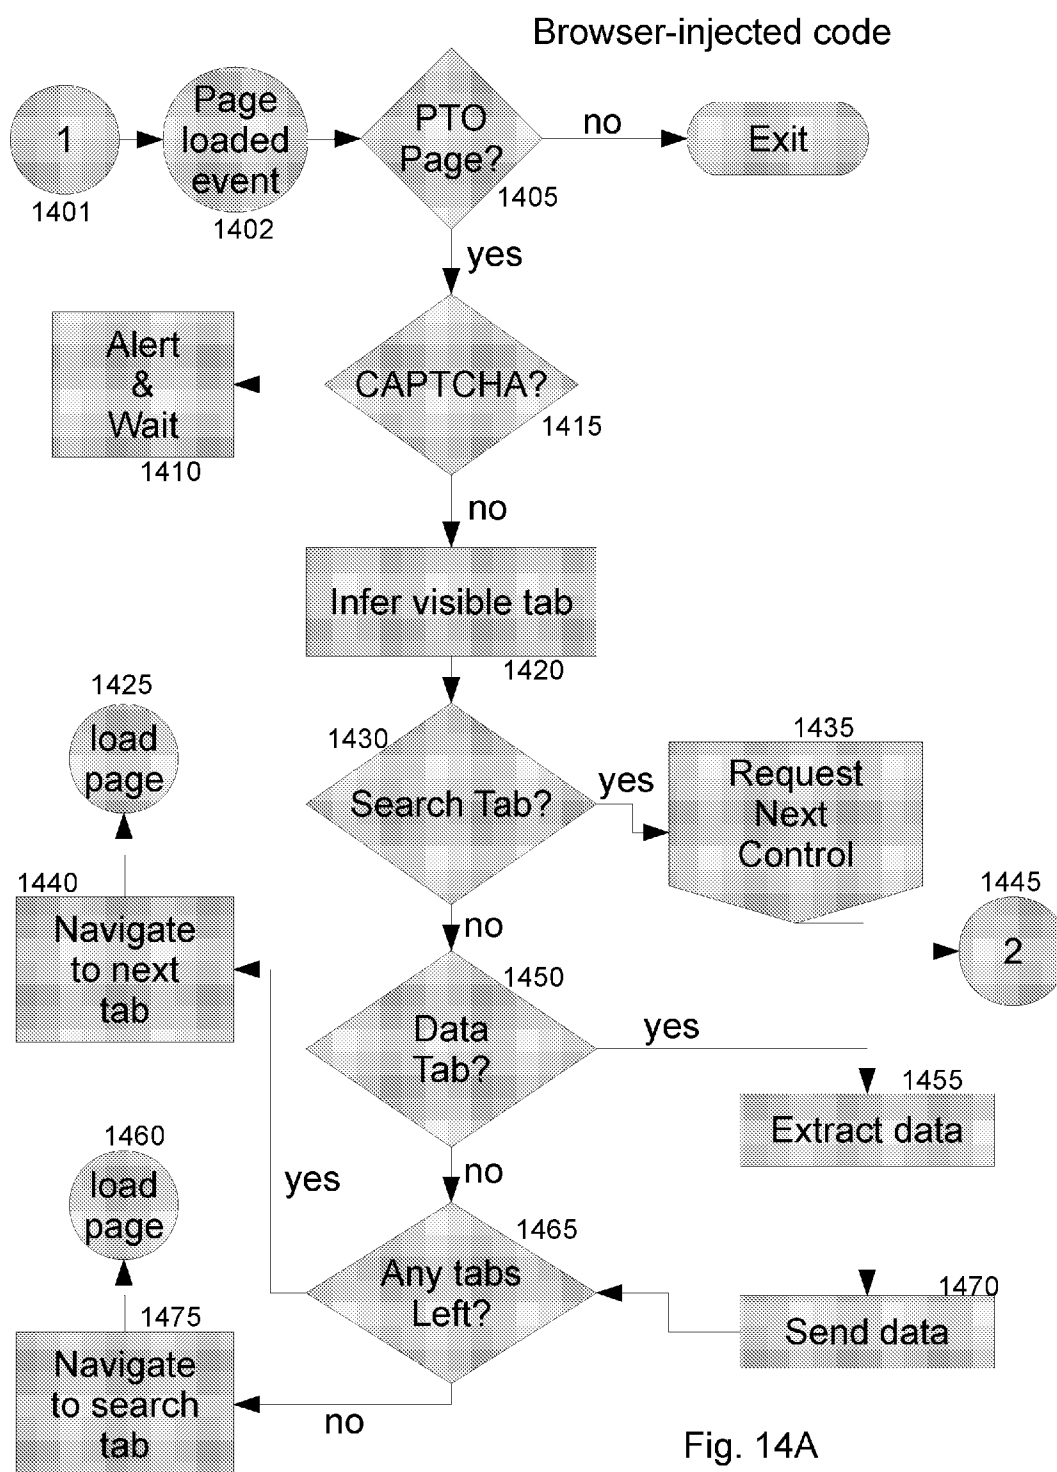 Browser-injected code
1
1401
Page
loaded
event
1402
PTO
Page?
1405
no
Exit
yes
Alert
&
Wait
1410
CAPTCHA?
1415
no
Infer visible tab
1420
1425
load
page
1430
Search Tab?
yes
1435
Request
Next
Control
1440
Navigate
to next
tab
no
1445
2
1450
Data
Tab?
yes
1455
Extract data
1460
load
page
yes
no
1465
Any tabs
Left?
1470
Send data
1475
Navigate
to search
tab
no
Fig. 14A